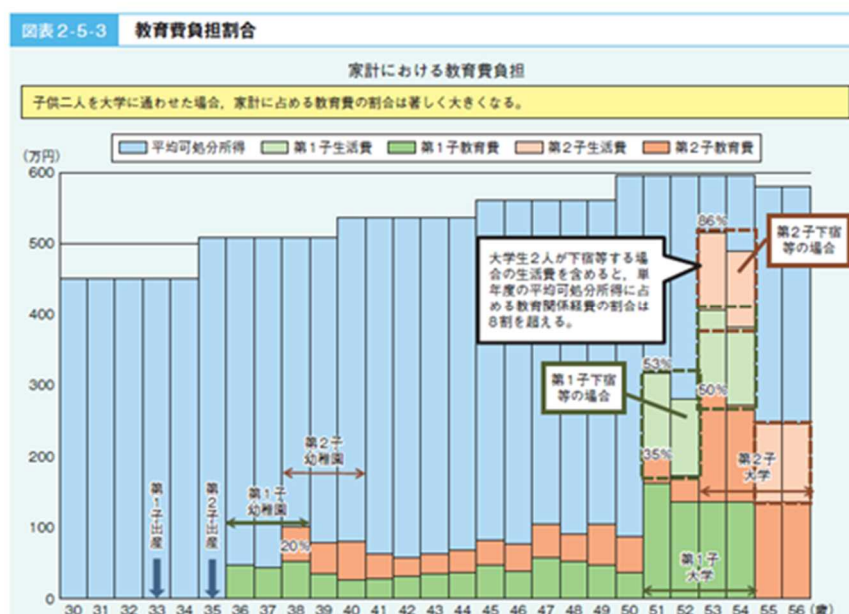 図表2-5-3 教育費負担割合
家計における教育費負担
子供二人を大学に通わせた場合，家計に占める教育費の割合は著しく大きくなる。
(万円)
平均可処分所得 第1子生活費 第1子教育費 第2子生活費 第2子教育費
600
500
400
300
200
100
0
86%
第2子下宿
等の場合
大学生2人が下宿等する場
合の生活費を含めると，単
年度の平均可処分所得に占
める教育関係経費の割合は
8割を超える。
53%
第1子下宿
等の場合
50%
35%
第2子
幼稚園
第2子
大学
第1子出産
第2子出産
第1子
幼稚園
20%
第1子
大学
30 31 32 33 34 35 36 37 38 39 40 41 42 43 44 45 46 47 48 49 50 51 52 53 54 55 56 (歳)